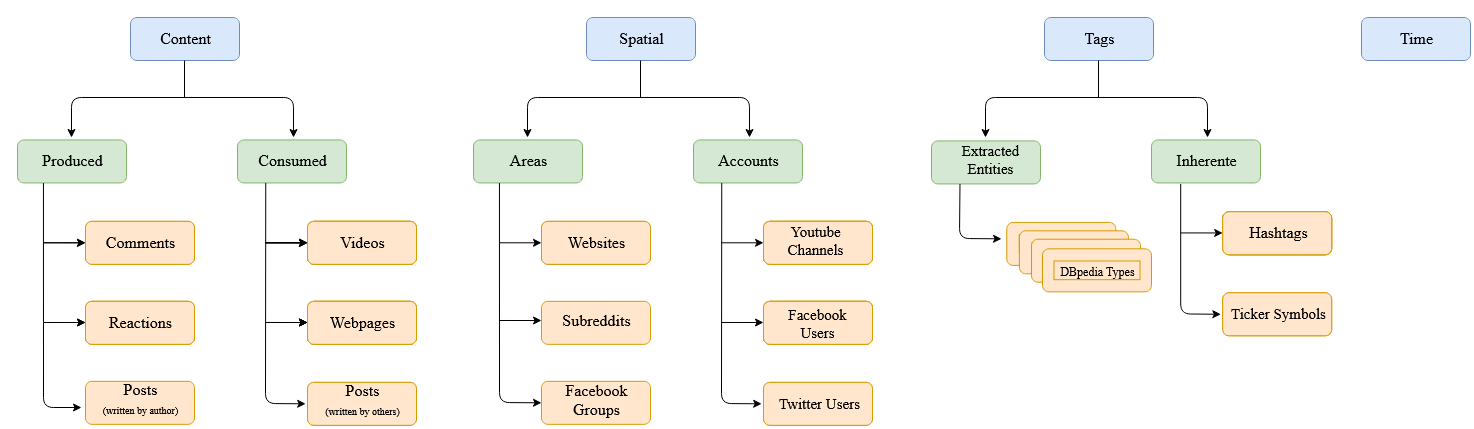 Content
Spatial
Tags
Time
Produced
Consumed
Areas
Accounts
Extracted
Entities
Inherente
Comments
Videos
Websites
Youtube
Channels
DBpedia Types
Hashtags
Reactions
Webpages
Subreddits
Facebook
Users
Ticker Symbols
Posts
(written by author)
Posts
(written by others)
Facebook
Groups
Twitter Users